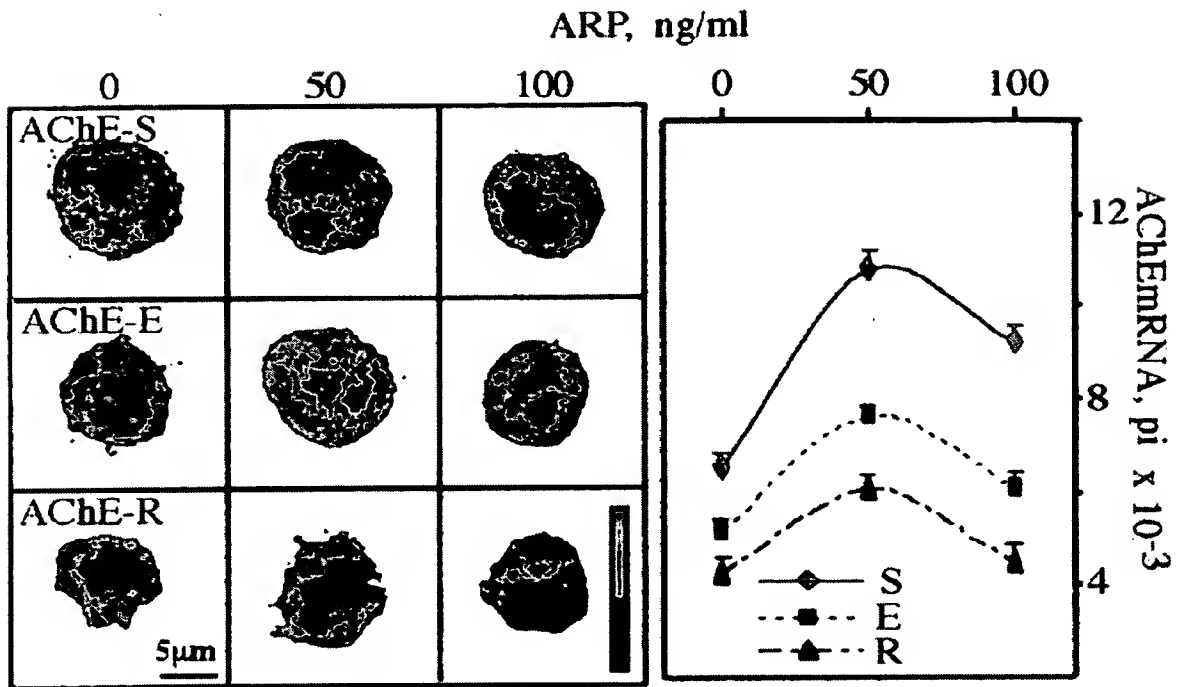 ARP, ng/ml
0 50 100
AChE-S
AChE-E
AChE-R
5μm
0 50 100
12
8
4
AChEmRNA, pi x 10-3
S
E
R